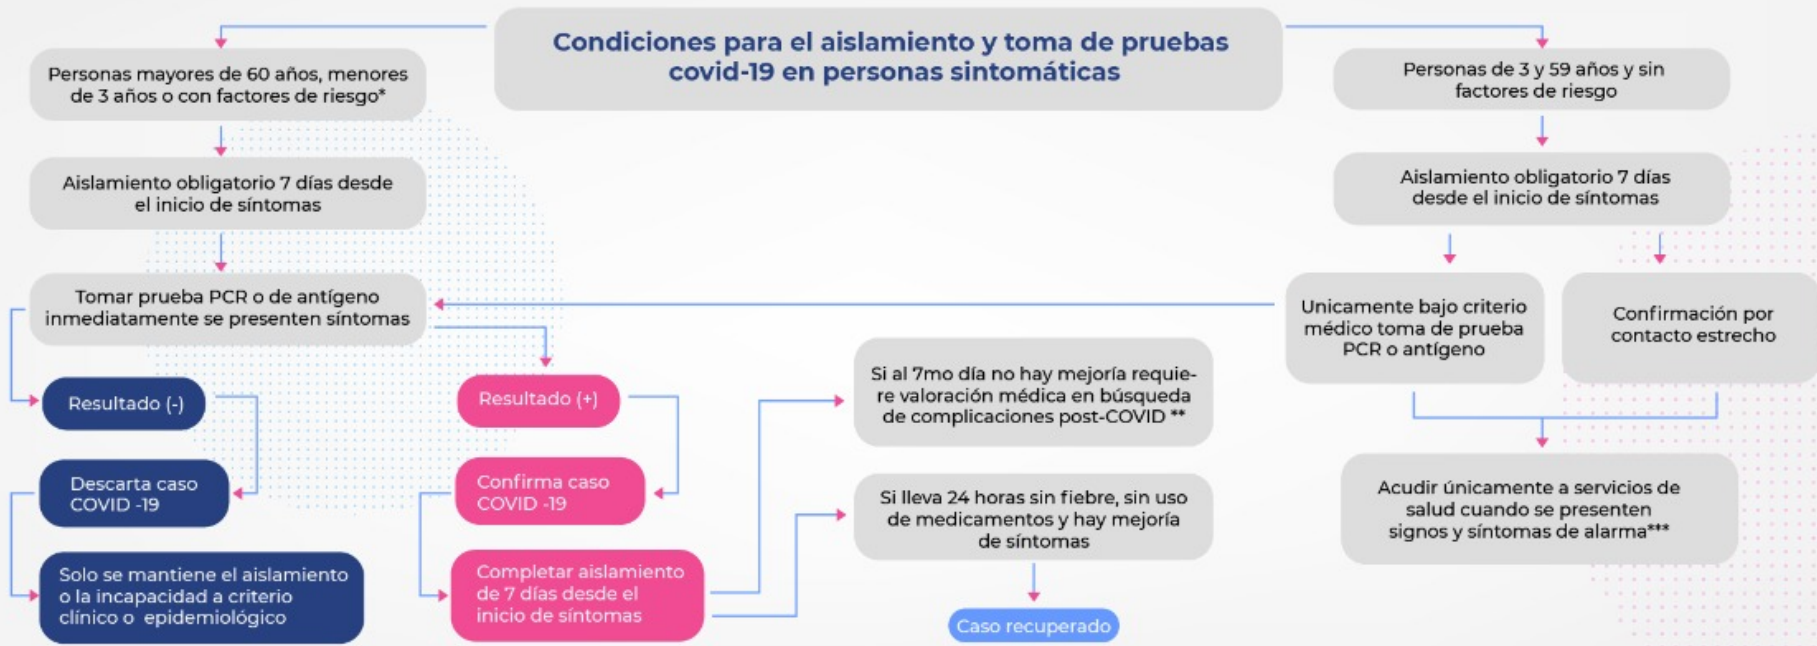 Condiciones para el aislamiento y toma de pruebas
covid-19 en personas sintomáticas
Personas mayores de 60 años, menores
de 3 años o con factores de riesgo*
Aislamiento obligatorio 7 días desde
el inicio de síntomas
Tomar prueba PCR o de antígeno
inmediatamente se presenten síntomas
Resultado (-)
Descarta caso
COVID -19
Solo se mantiene el aislamiento
o la incapacidad a criterio
clínico o epidemiológico
Resultado (+)
Confirma caso
COVID -19
Completar aislamiento
de 7 días desde el
inicio de síntomas
Si al 7mo día no hay mejoría requie-
re valoración médica en búsqueda
de complicaciones post-COVID **
Si lleva 24 horas sin fiebre, sin uso
de medicamentos y hay mejoría
de síntomas
Caso recuperado
Personas de 3 y 59 años y sin
factores de riesgo
Aislamiento obligatorio 7 días
desde el inicio de síntomas
Unicamente bajo criterio
médico toma de prueba
PCR o antígeno
Confirmación por
contacto estrecho
Acudir únicamente a servicios de
salud cuando se presenten
signos y síntomas de alarma***